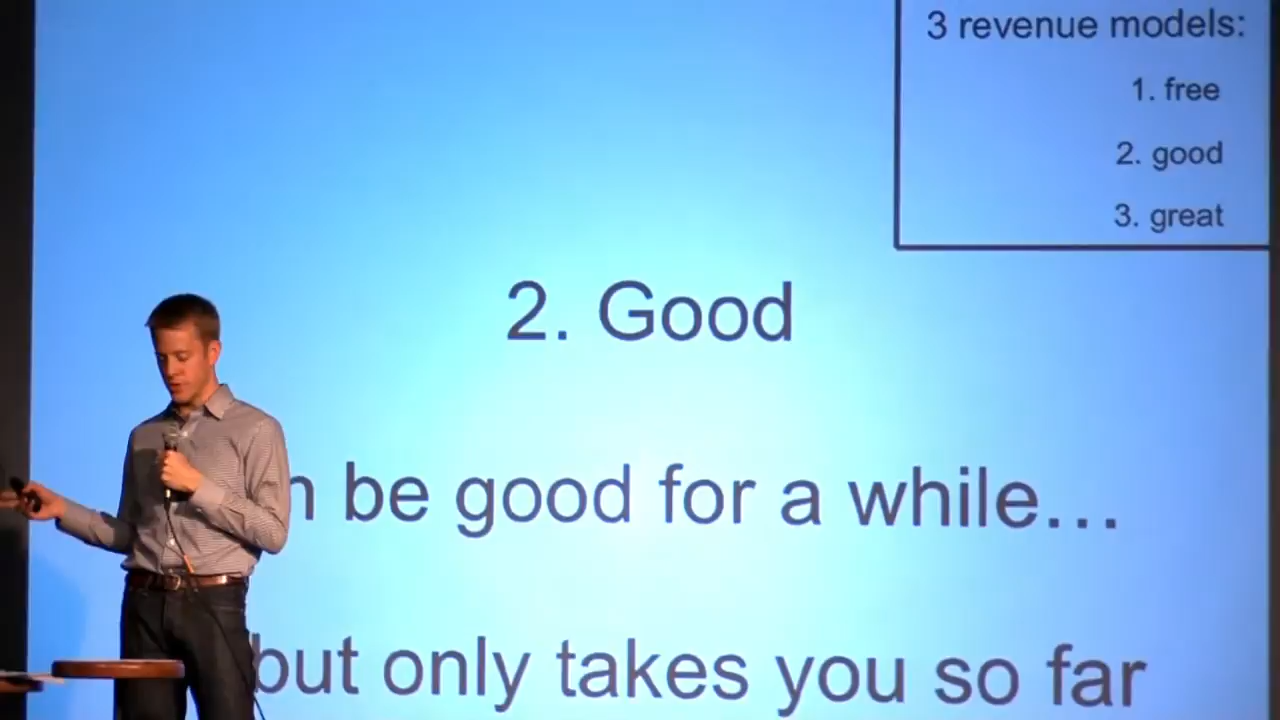 3 revenue models:
1. free
2. good
3. great
2. Good
be good for a while...
but only takes you so far